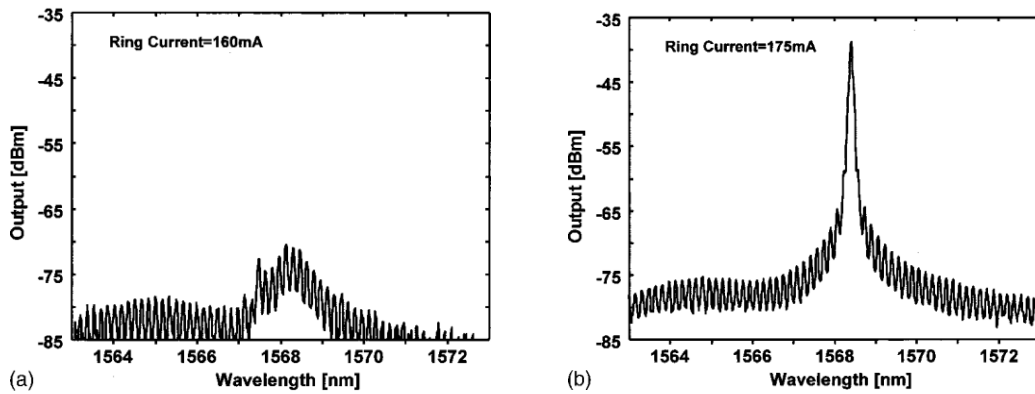 -35
Ring Current=160mA
-45
-55
-65
-75
-85
Output [dBm]
1564 1566 1568 1570 1572
Wavelength [nm]
(a)
-35
Ring Current=175mA
-45
-55
-65
-75
-85
Output [dBm]
1564 1566 1568 1570 1572
Wavelength [nm]
(b)